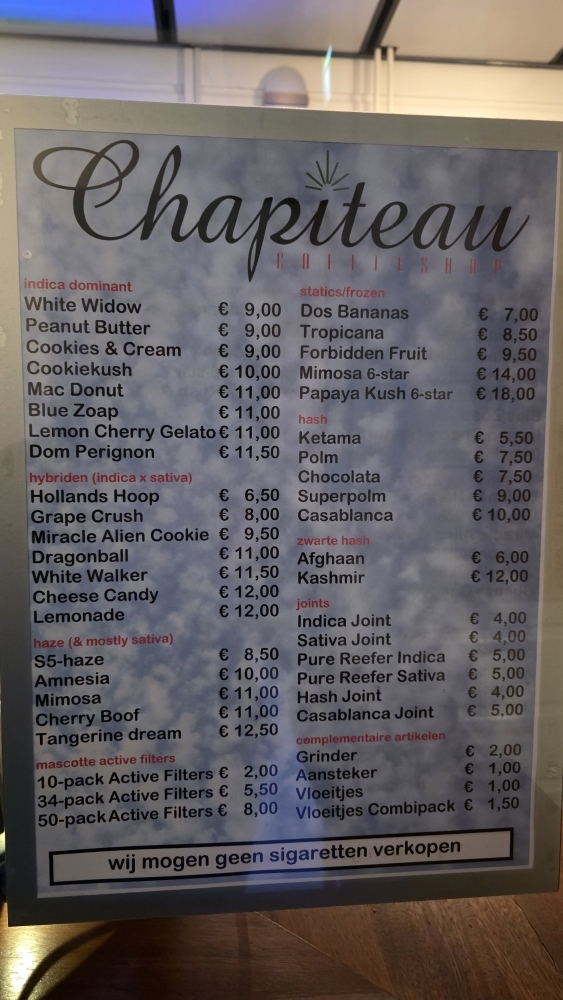 Chapiteau
COFFEESHOP
indica dominant
White Widow € 9,00
Peanut Butter € 9,00
Cookies & Cream € 9,00
Cookiekush € 10,00
Mac Donut € 11,00
Blue Zoap € 11,00
Lemon Cherry Gelato € 11,00
Dom Perignon € 11,50
hybriden (indica x sativa)
Hollands Hoop € 6,50
Grape Crush € 8,00
Miracle Alien Cookie € 9,50
Dragonball € 11,00
White Walker € 11,50
Cheese Candy € 12,00
Lemonade € 12,00
haze (& mostly sativa)
S5-haze € 8,50
Amnesia € 10,00
Mimosa € 11,00
Cherry Boof € 11,00
Tangerine dream € 12,50
mascotte active filters
10-pack Active Filters € 2,00
34-pack Active Filters € 5,50
50-pack Active Filters € 8,00
statics/frozen
Dos Bananas € 7,00
Tropicana € 8,50
Forbidden Fruit € 9,50
Mimosa 6-star € 14,00
Papaya Kush 6-star € 18,00
hash
Ketama € 5,50
Polm € 7,50
Chocolata € 7,50
Superpolm € 9,00
Casablanca € 10,00
zwarte hash
Afghaan € 6,00
Kashmir € 12,00
joints
Indica Joint € 4,00
Sativa Joint € 4,00
Pure Reefer Indica € 5,00
Pure Reefer Sativa € 5,00
Hash Joint € 4,00
Casablanca Joint € 5,00
complementaire artikelen
Grinder € 2,00
Aansteker € 1,00
Vloeitjes € 1,00
Vloeitjes Combipack € 1,50
wij mogen geen sigaretten verkopen